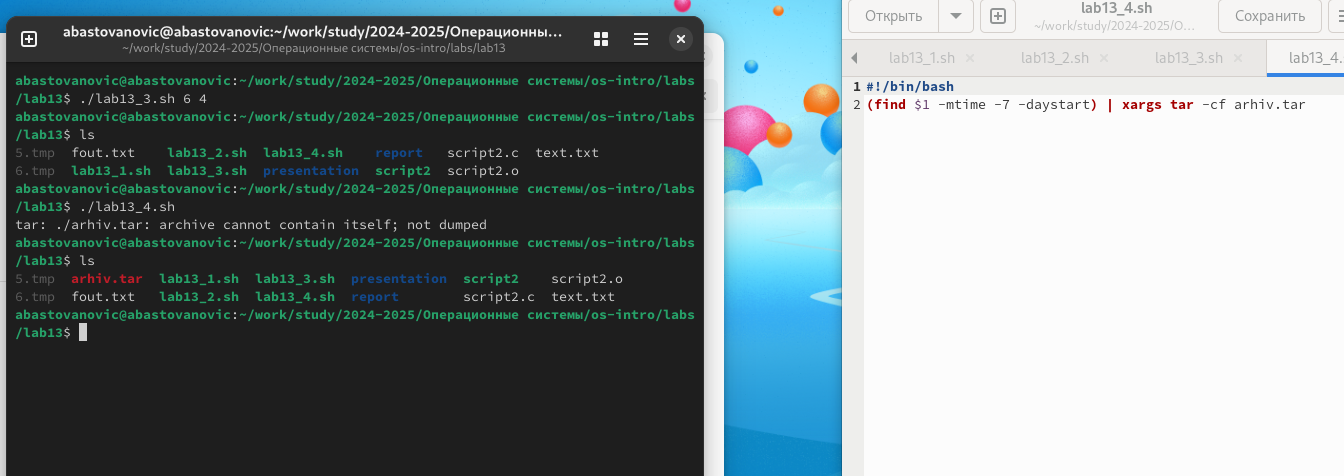 abastovanovic@abastovanovic:~/work/study/2024-2025/Операционны...
~/work/study/2024-2025/Операционные системы/os-intro/labs/lab13
abastovanovic@abastovanovic:~/work/study/2024-2025/Операционные системы/os-intro/labs
/lab13$ ./lab13_3.sh 6 4
abastovanovic@abastovanovic:~/work/study/2024-2025/Операционные системы/os-intro/labs
/lab13$ ls
5.tmp  fout.txt    lab13_2.sh  lab13_4.sh    report   script2.c  text.txt
6.tmp  lab13_1.sh  lab13_3.sh  presentation  script2  script2.o
abastovanovic@abastovanovic:~/work/study/2024-2025/Операционные системы/os-intro/labs
/lab13$ ./lab13_4.sh
tar: ./arhiv.tar: archive cannot contain itself; not dumped
abastovanovic@abastovanovic:~/work/study/2024-2025/Операционные системы/os-intro/labs
/lab13$ ls
5.tmp  arhiv.tar  lab13_1.sh  lab13_3.sh  presentation  script2    script2.o
6.tmp  fout.txt   lab13_2.sh  lab13_4.sh  report        script2.c  text.txt
abastovanovic@abastovanovic:~/work/study/2024-2025/Операционные системы/os-intro/labs
/lab13$
Открыть
lab13_4.sh
~/work/study/2024-2025/О...
Сохранить
lab13_1.sh
lab13_2.sh
lab13_3.sh
lab13_4.
1 #!/bin/bash
2 (find $1 -mtime -7 -daystart) | xargs tar -cf arhiv.tar